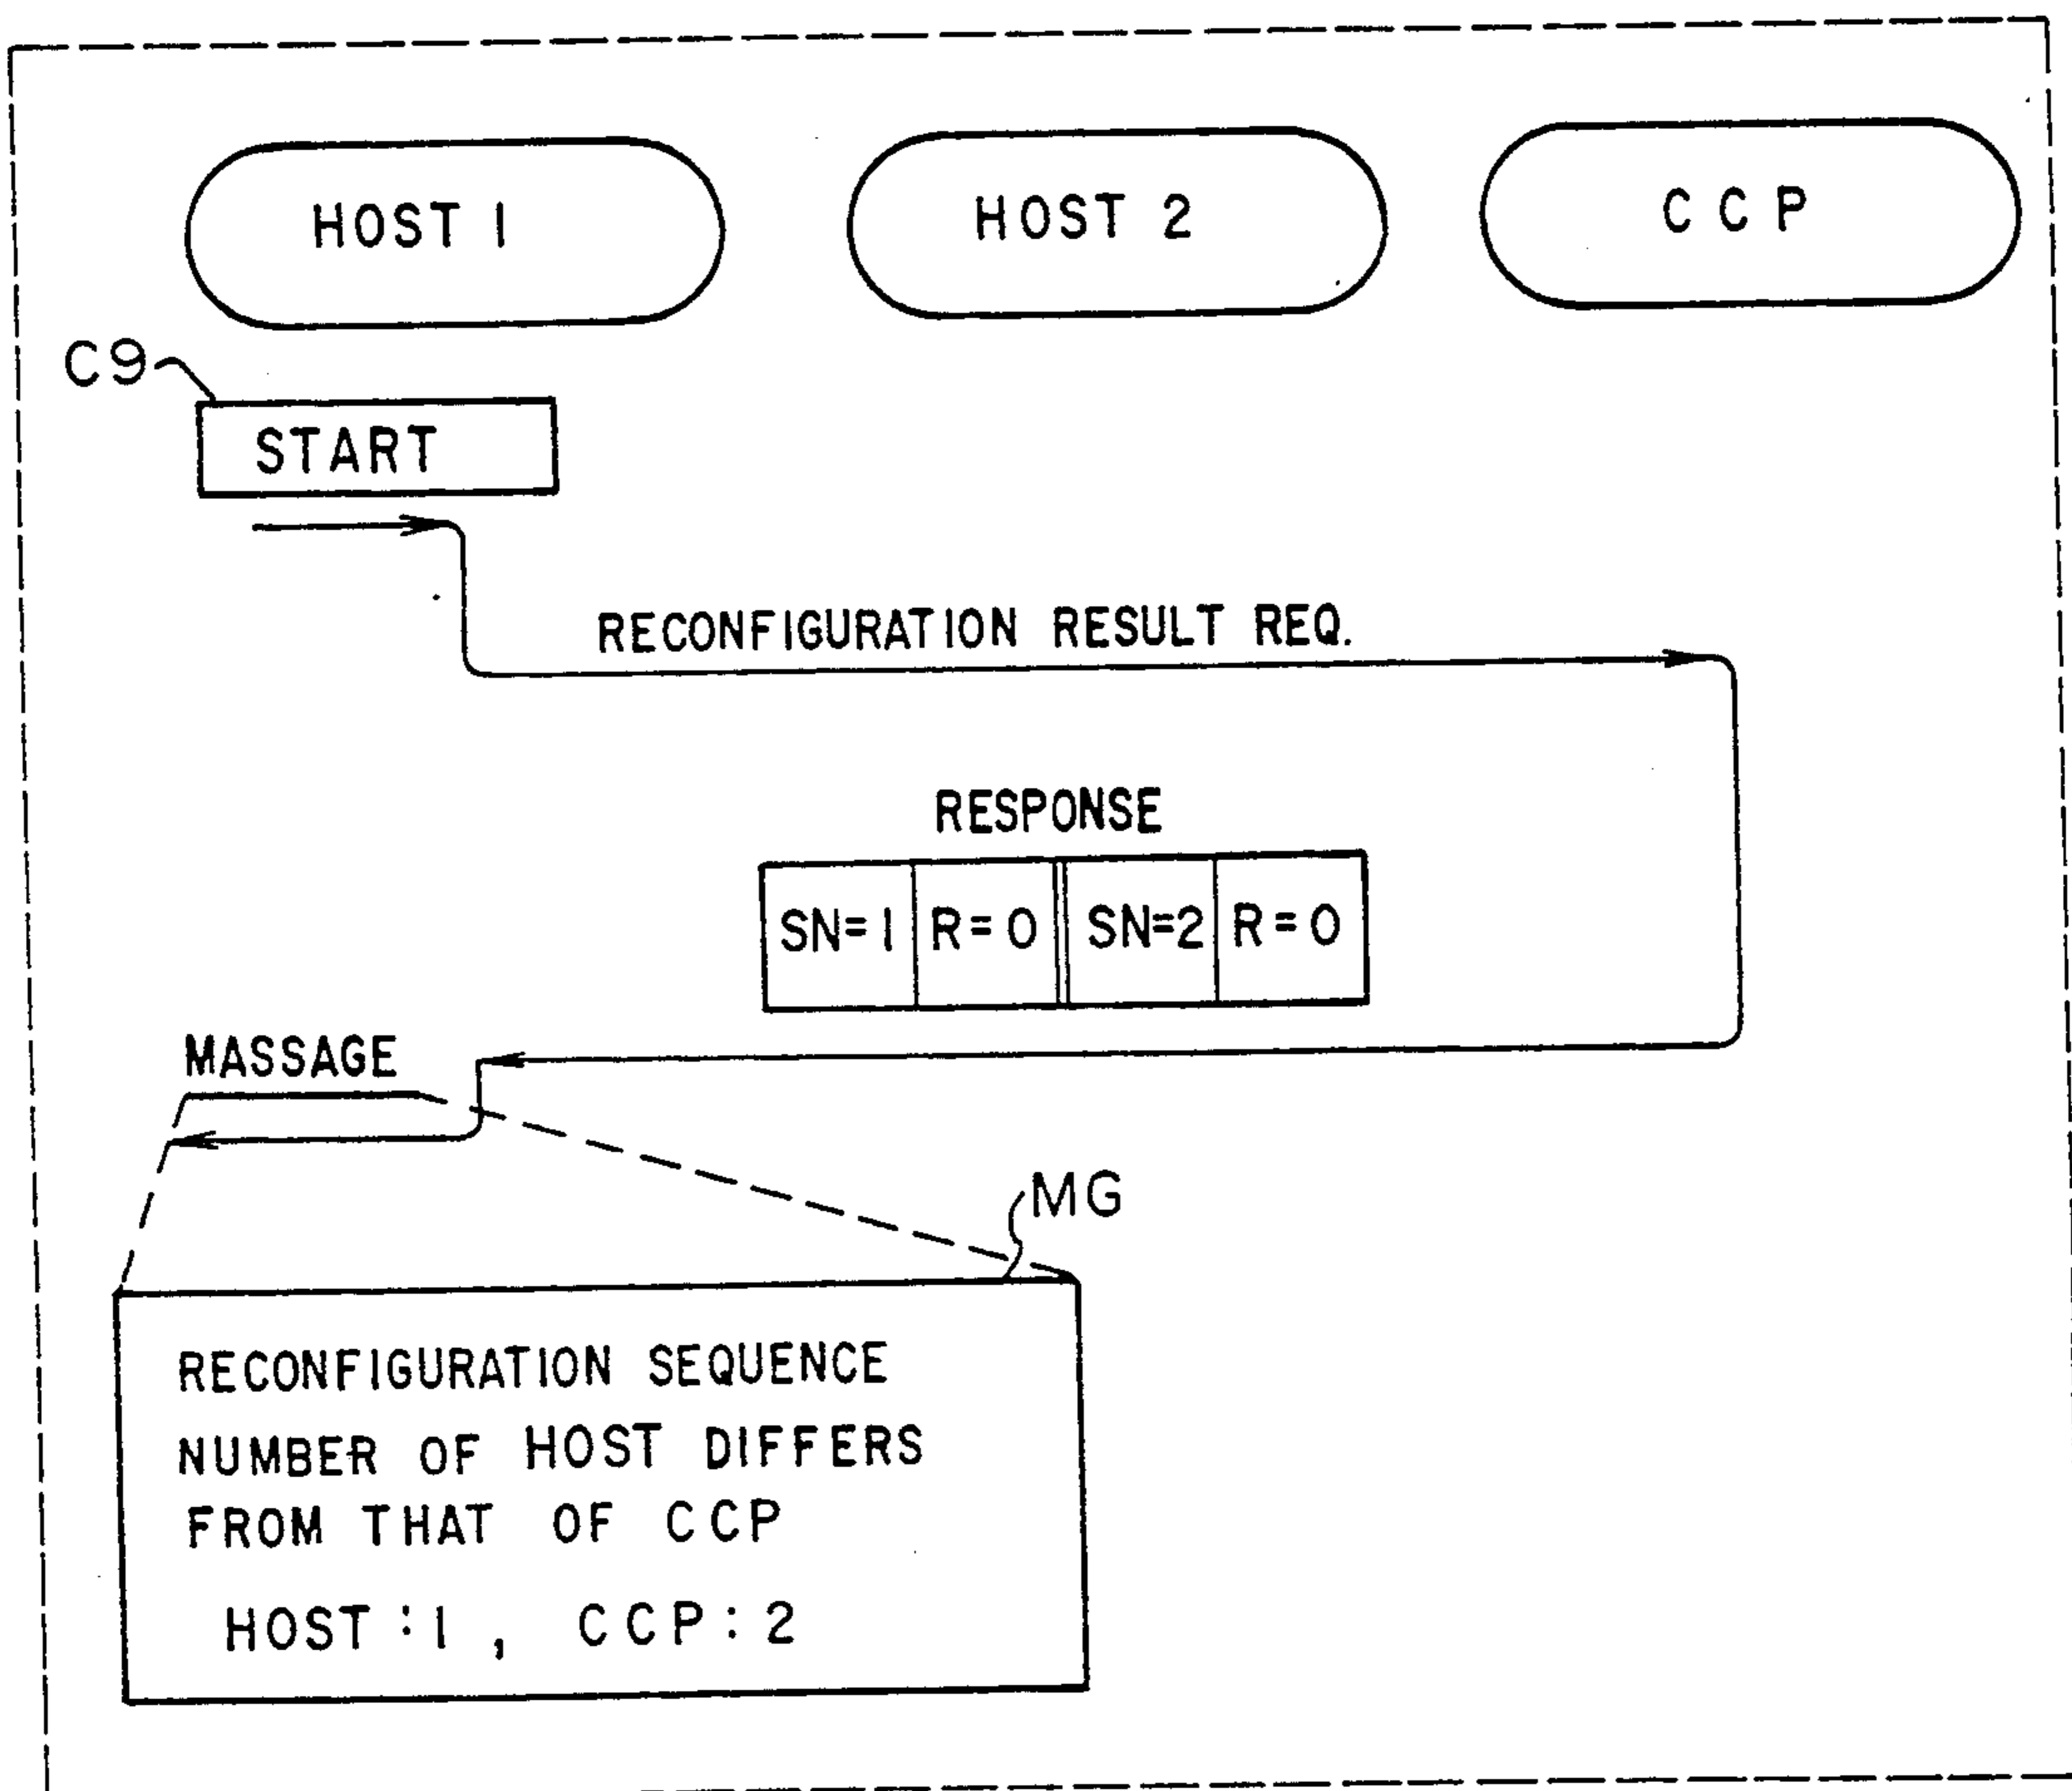 HOST 1
HOST 2
CCP
C9
START
RECONFIGURATION RESULT REQ.
RESPONSE
SN=1 R=0 SN=2 R=0
MASSAGE
MG
RECONFIGURATION SEQUENCE
NUMBER OF HOST DIFFERS
FROM THAT OF CCP
HOST:1, CCP:2